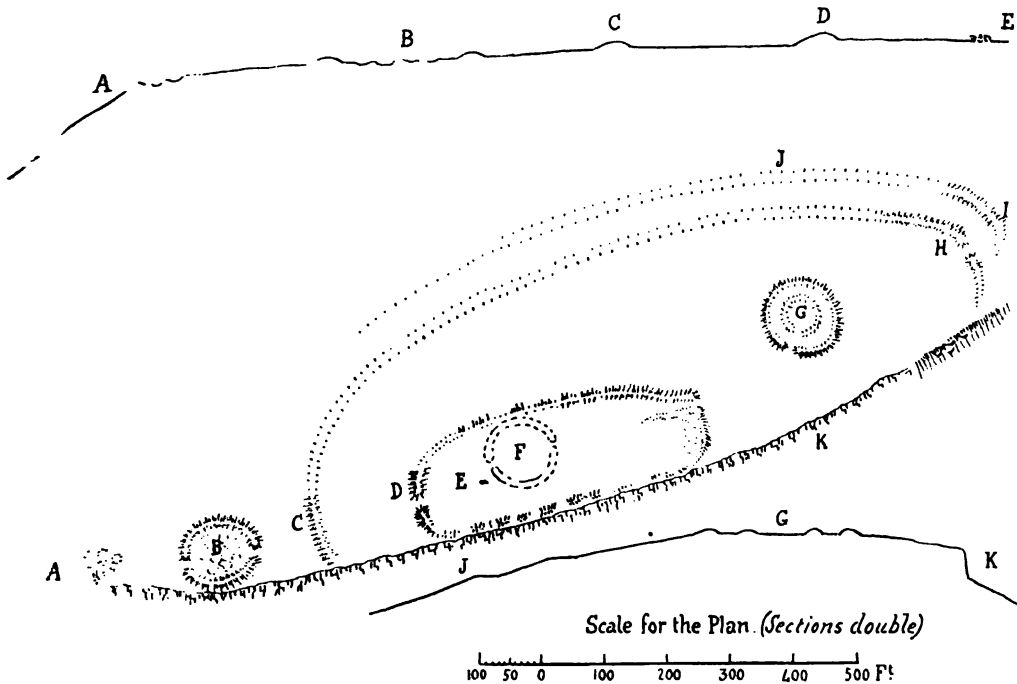 A B C D E
J
I
H
G
F
K
D E
C
B
A
G
J K
Scale for the Plan. (Sections double)
100 50 0 100 200 300 400 500 Ft